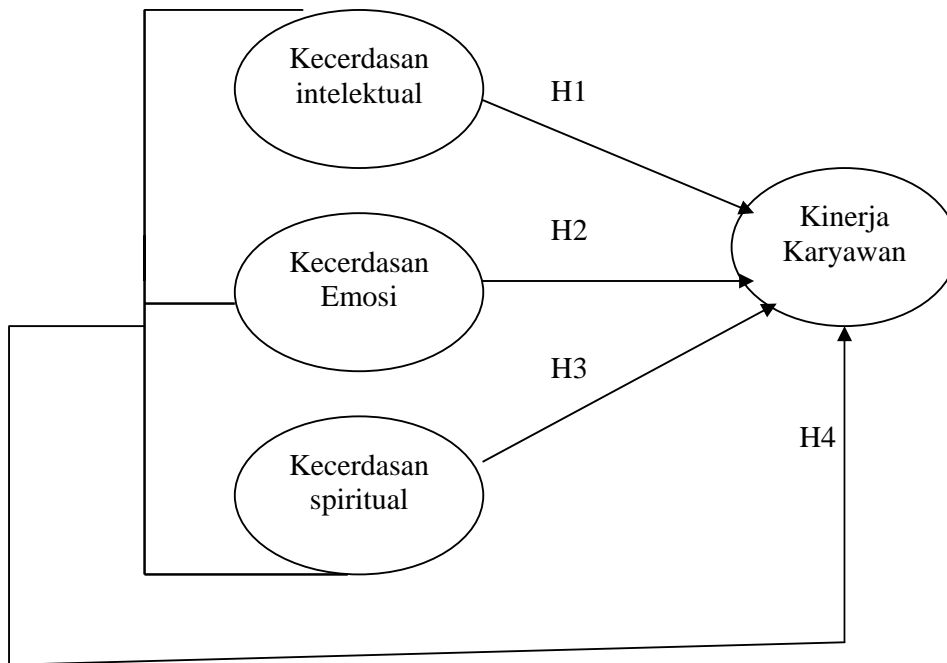 Kecerdasan
intelektual
H1
Kinerja
Karyawan
H2
Kecerdasan
Emosi
H3
H4
Kecerdasan
spiritual